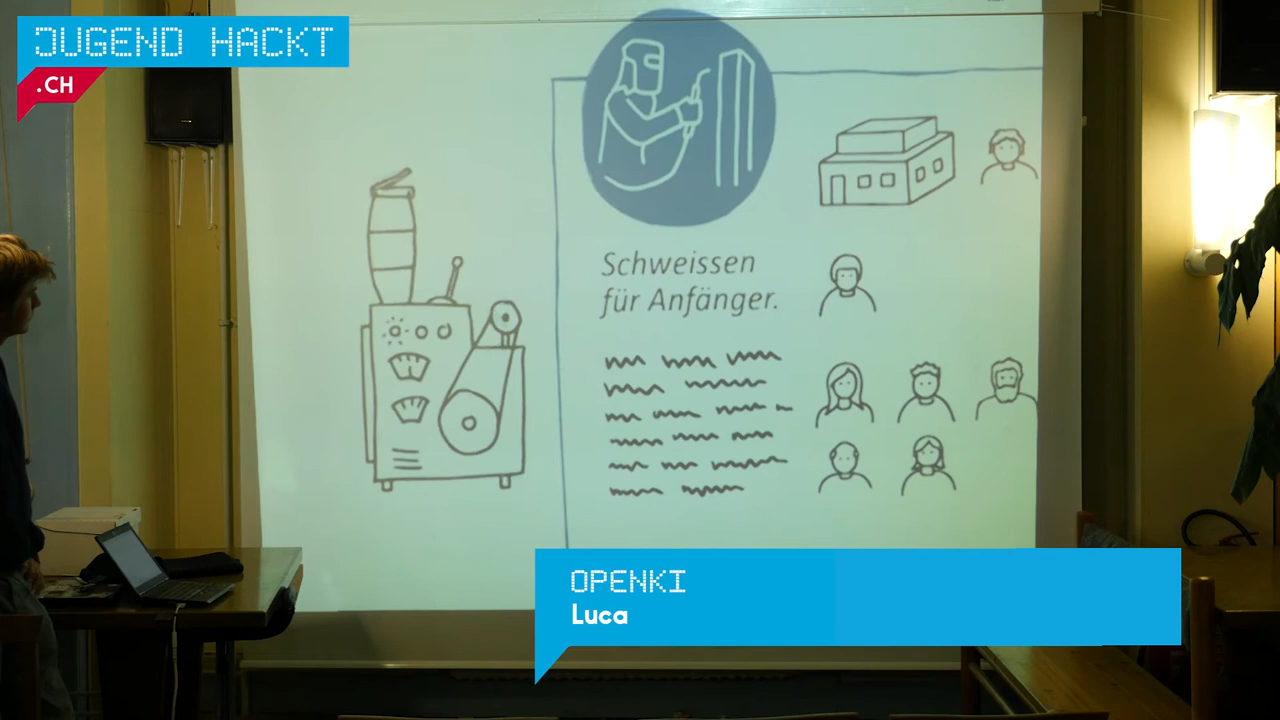 JUGEND HACKT
.CH
Schweissen
für Anfänger.
OPENKI
Luca